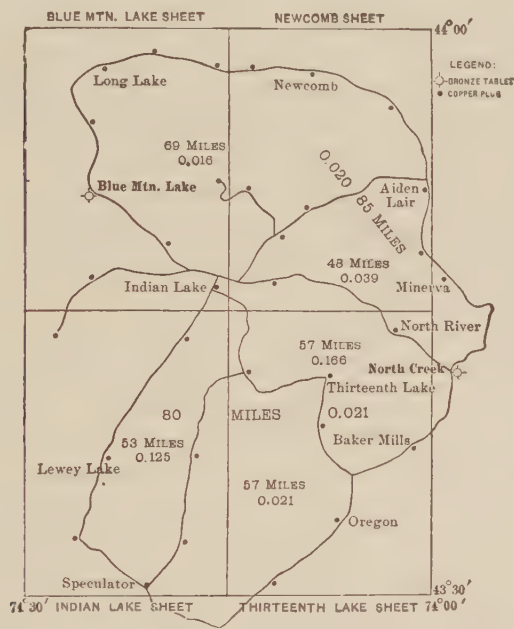 BLUE MTN. LAKE SHEET
NEWCOMB SHEET
44°00'
LEGEND:
BRONZE TABLET
COPPER PLUG
Long Lake
Newcomb
69 MILES
0.016
0.020
85 MILES
Blue Mtn. Lake
Aiden
Lair
48 MILES
0.039
Minerva
Indian Lake
North River
57 MILES
0.166
North Creek
Thirteenth Lake
80 MILES
0.021
Baker Mills
53 MILES
0.125
Lewey Lake
57 MILES
0.021
Oregon
Speculator
43°30'
74°30'
INDIAN LAKE SHEET
THIRTEENTH LAKE SHEET
74°00'